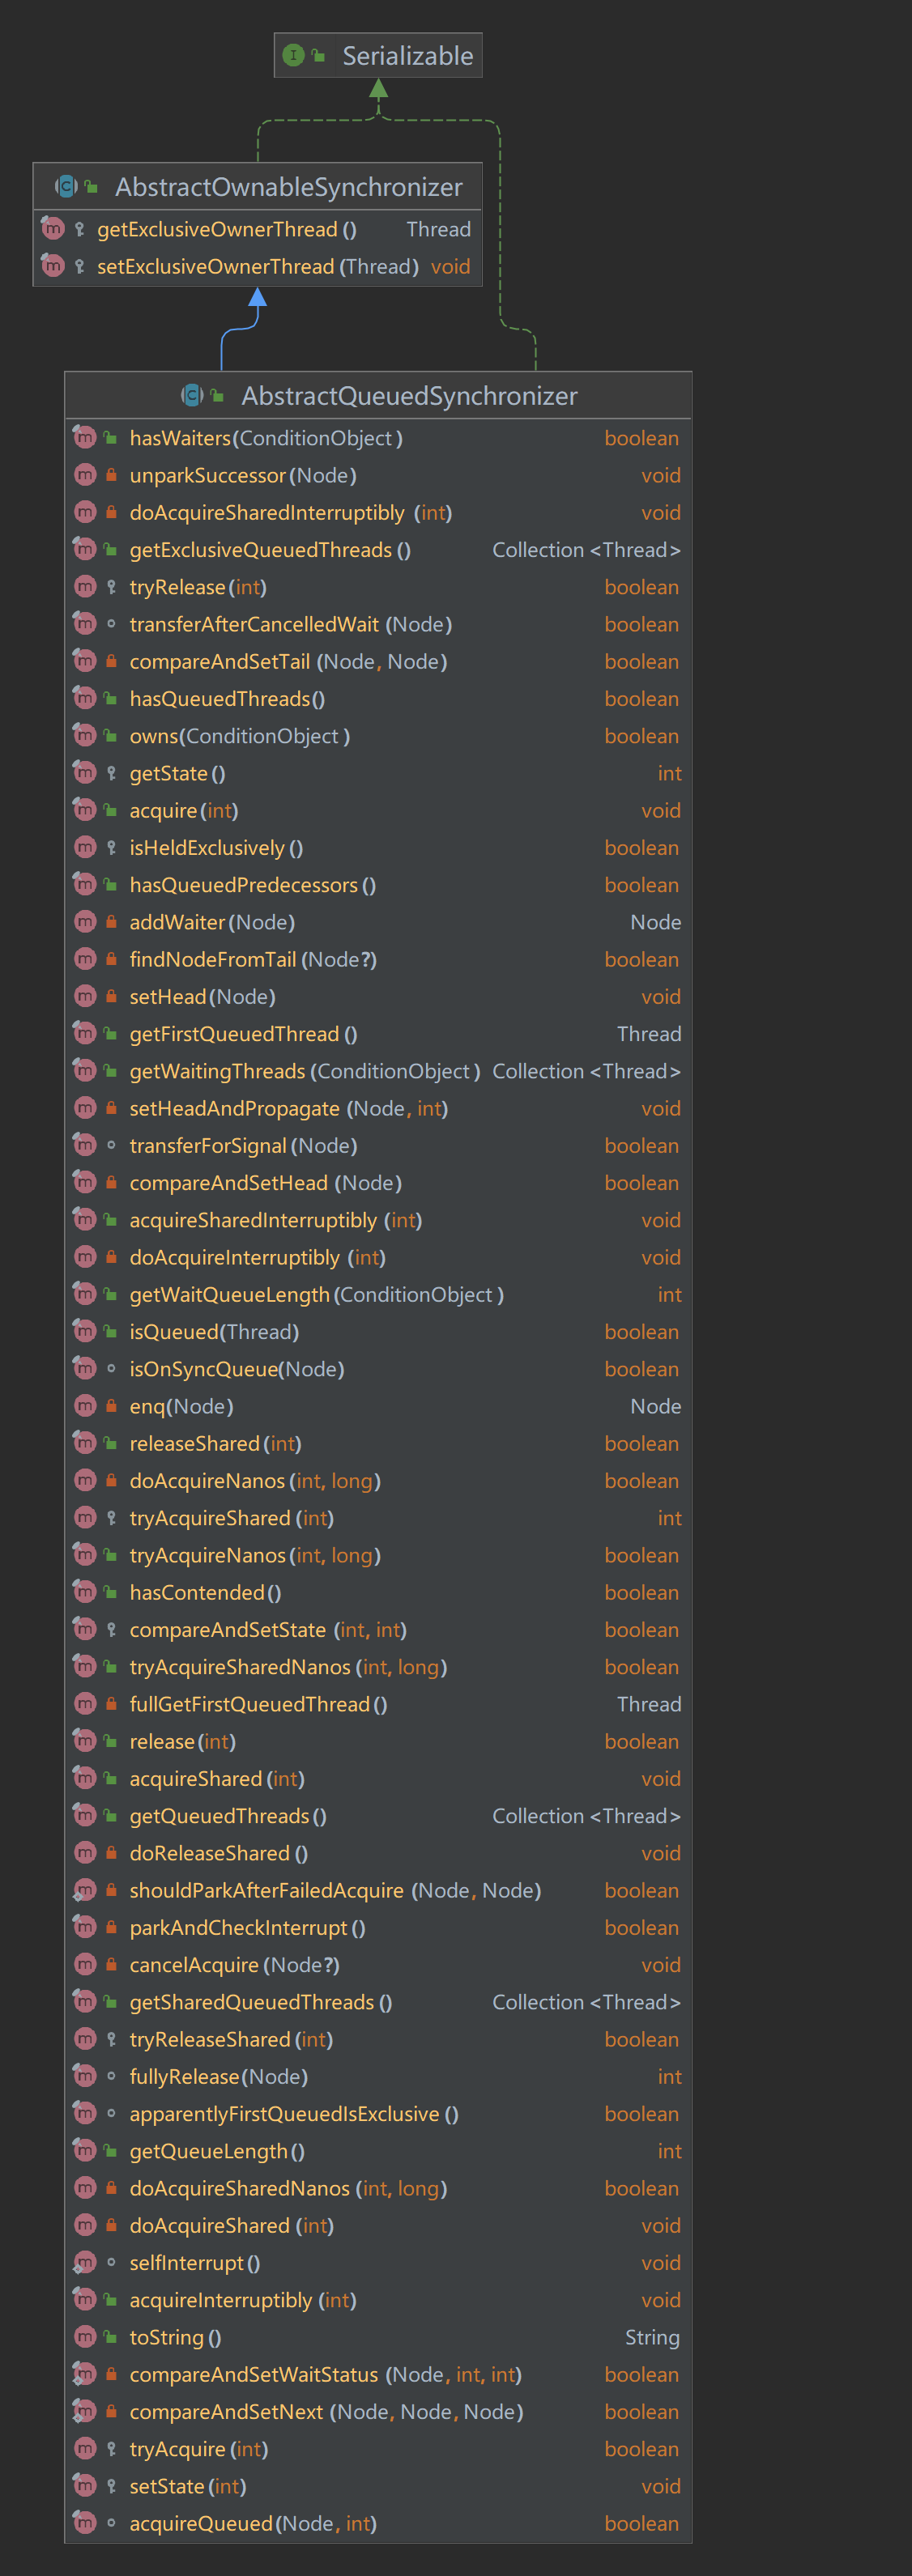 Serializable
AbstractOwnableSynchronizer
getExclusiveOwnerThread() Thread
setExclusiveOwnerThread(Thread) void
AbstractQueuedSynchronizer
hasWaiters(ConditionObject) boolean
unparkSuccessor(Node) void
doAcquireSharedInterruptibly(int) void
getExclusiveQueuedThreads() Collection<Thread>
tryRelease(int) boolean
transferAfterCancelledWait(Node) boolean
compareAndSetTail(Node, Node) boolean
hasQueuedThreads() boolean
owns(ConditionObject) boolean
getState() int
acquire(int) void
isHeldExclusively() boolean
hasQueuedPredecessors() boolean
addWaiter(Node) Node
findNodeFromTail(Node?) boolean
setHead(Node) void
getFirstQueuedThread() Thread
getWaitingThreads(ConditionObject) Collection<Thread>
setHeadAndPropagate(Node, int) void
transferForSignal(Node) boolean
compareAndSetHead(Node) boolean
acquireSharedInterruptibly(int) void
doAcquireInterruptibly(int) void
getWaitQueueLength(ConditionObject) int
isQueued(Thread) boolean
isOnSyncQueue(Node) boolean
enq(Node) Node
releaseShared(int) boolean
doAcquireNanos(int, long) boolean
tryAcquireShared(int) int
tryAcquireNanos(int, long) boolean
hasContended() boolean
compareAndSetState(int, int) boolean
tryAcquireSharedNanos(int, long) boolean
fullGetFirstQueuedThread() Thread
release(int) boolean
acquireShared(int) void
getQueuedThreads() Collection<Thread>
doReleaseShared() void
shouldParkAfterFailedAcquire(Node, Node) boolean
parkAndCheckInterrupt() boolean
cancelAcquire(Node?) void
getSharedQueuedThreads() Collection<Thread>
tryReleaseShared(int) boolean
fullyRelease(Node) int
apparentlyFirstQueuedIsExclusive() boolean
getQueueLength() int
doAcquireSharedNanos(int, long) boolean
doAcquireShared(int) void
selfInterrupt() void
acquireInterruptibly(int) void
toString() String
compareAndSetWaitStatus(Node, int, int) boolean
compareAndSetNext(Node, Node, Node) boolean
tryAcquire(int) boolean
setState(int) void
acquireQueued(Node, int) boolean